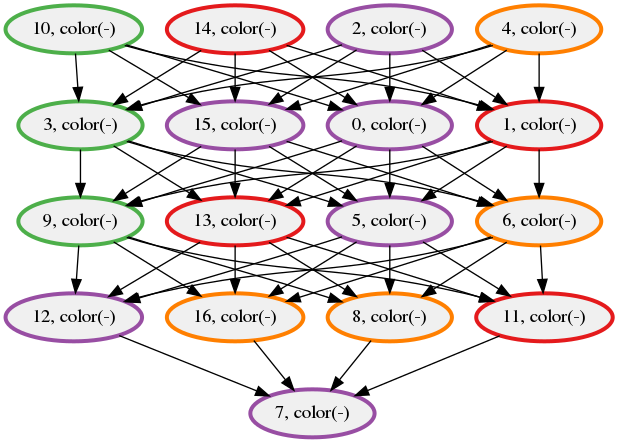 10, color(-) 14, color(-) 2, color(-) 4, color(-)
3, color(-) 15, color(-) 0, color(-) 1, color(-)
9, color(-) 13, color(-) 5, color(-) 6, color(-)
12, color(-) 16, color(-) 8, color(-) 11, color(-)
7, color(-)